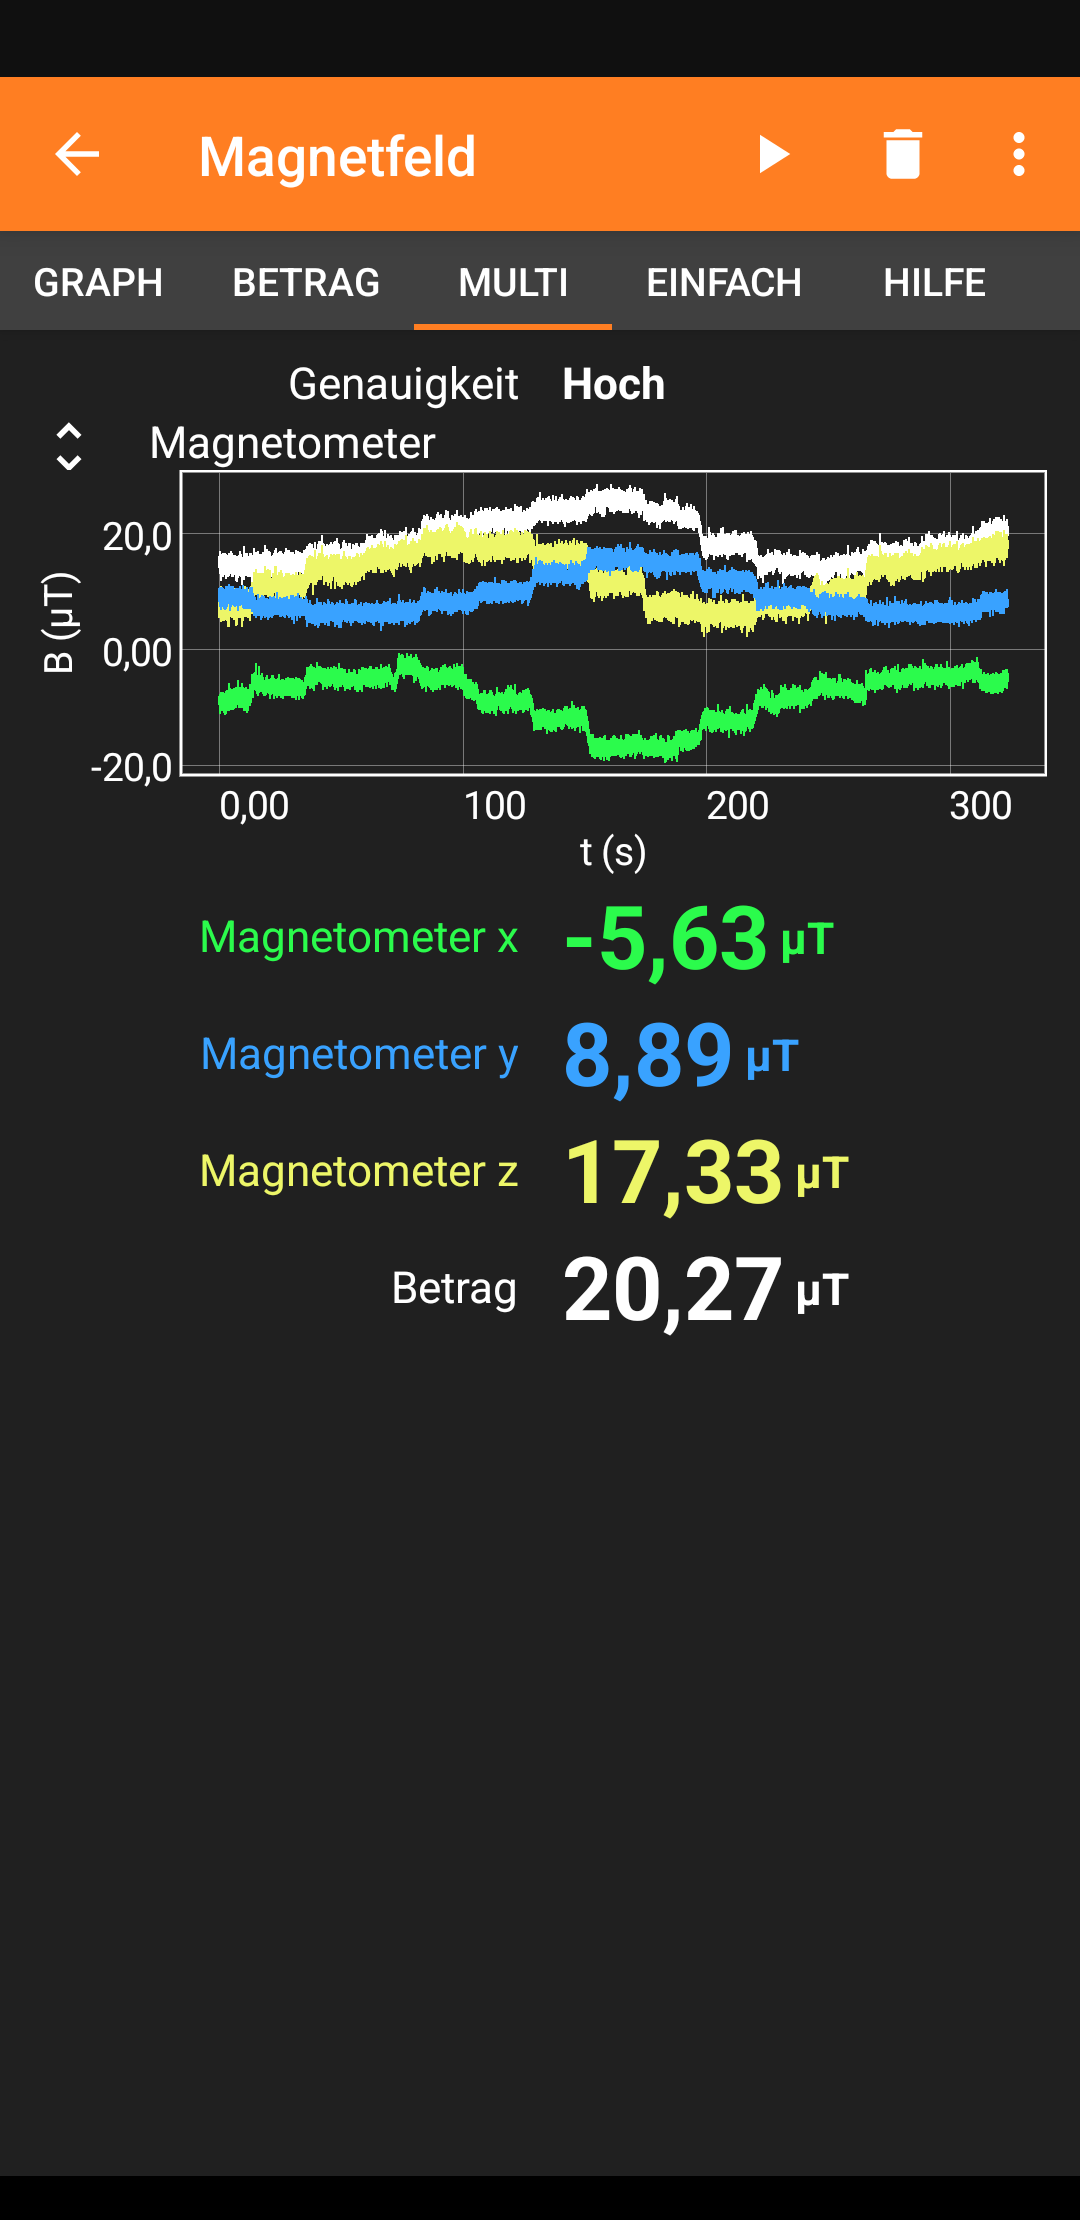 Magnetfeld
GRAPH BETRAG MULTI EINFACH HILFE
Genauigkeit Hoch
Magnetometer
20,0
0,00
-20,0
B (µT)
0,00 100 200 300
t (s)
Magnetometer x -5,63 µT
Magnetometer y 8,89 µT
Magnetometer z 17,33 µT
Betrag 20,27 µT